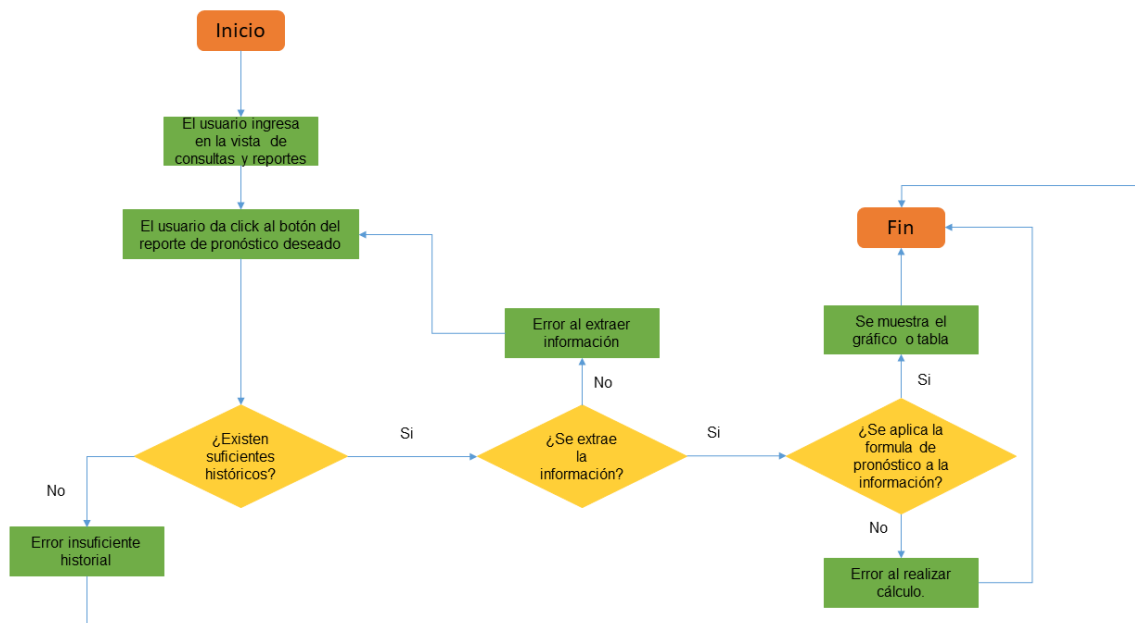 Inicio
El usuario ingresa
en la vista de
consultas y reportes
El usuario da click al botón del
reporte de pronóstico deseado
Fin
Error al extraer
información
Se muestra el
gráfico o tabla
No
Si
¿Existen
suficientes
históricos?
Si
¿Se extrae
la
información?
Si
¿Se aplica la
formula de
pronóstico a la
información?
No
No
Error insuficiente
historial
Error al realizar
cálculo.